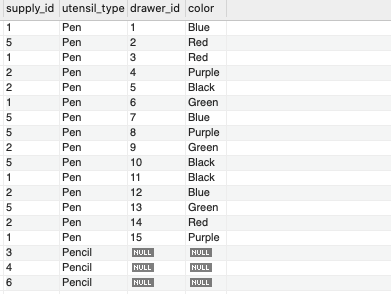 supply_id utensil_type drawer_id color
1 Pen 1 Blue
5 Pen 2 Red
1 Pen 3 Red
2 Pen 4 Purple
2 Pen 5 Black
1 Pen 6 Green
5 Pen 7 Blue
5 Pen 8 Purple
2 Pen 9 Green
5 Pen 10 Black
1 Pen 11 Black
2 Pen 12 Blue
5 Pen 13 Green
2 Pen 14 Red
1 Pen 15 Purple
3 Pencil NULL NULL
4 Pencil NULL NULL
6 Pencil NULL NULL